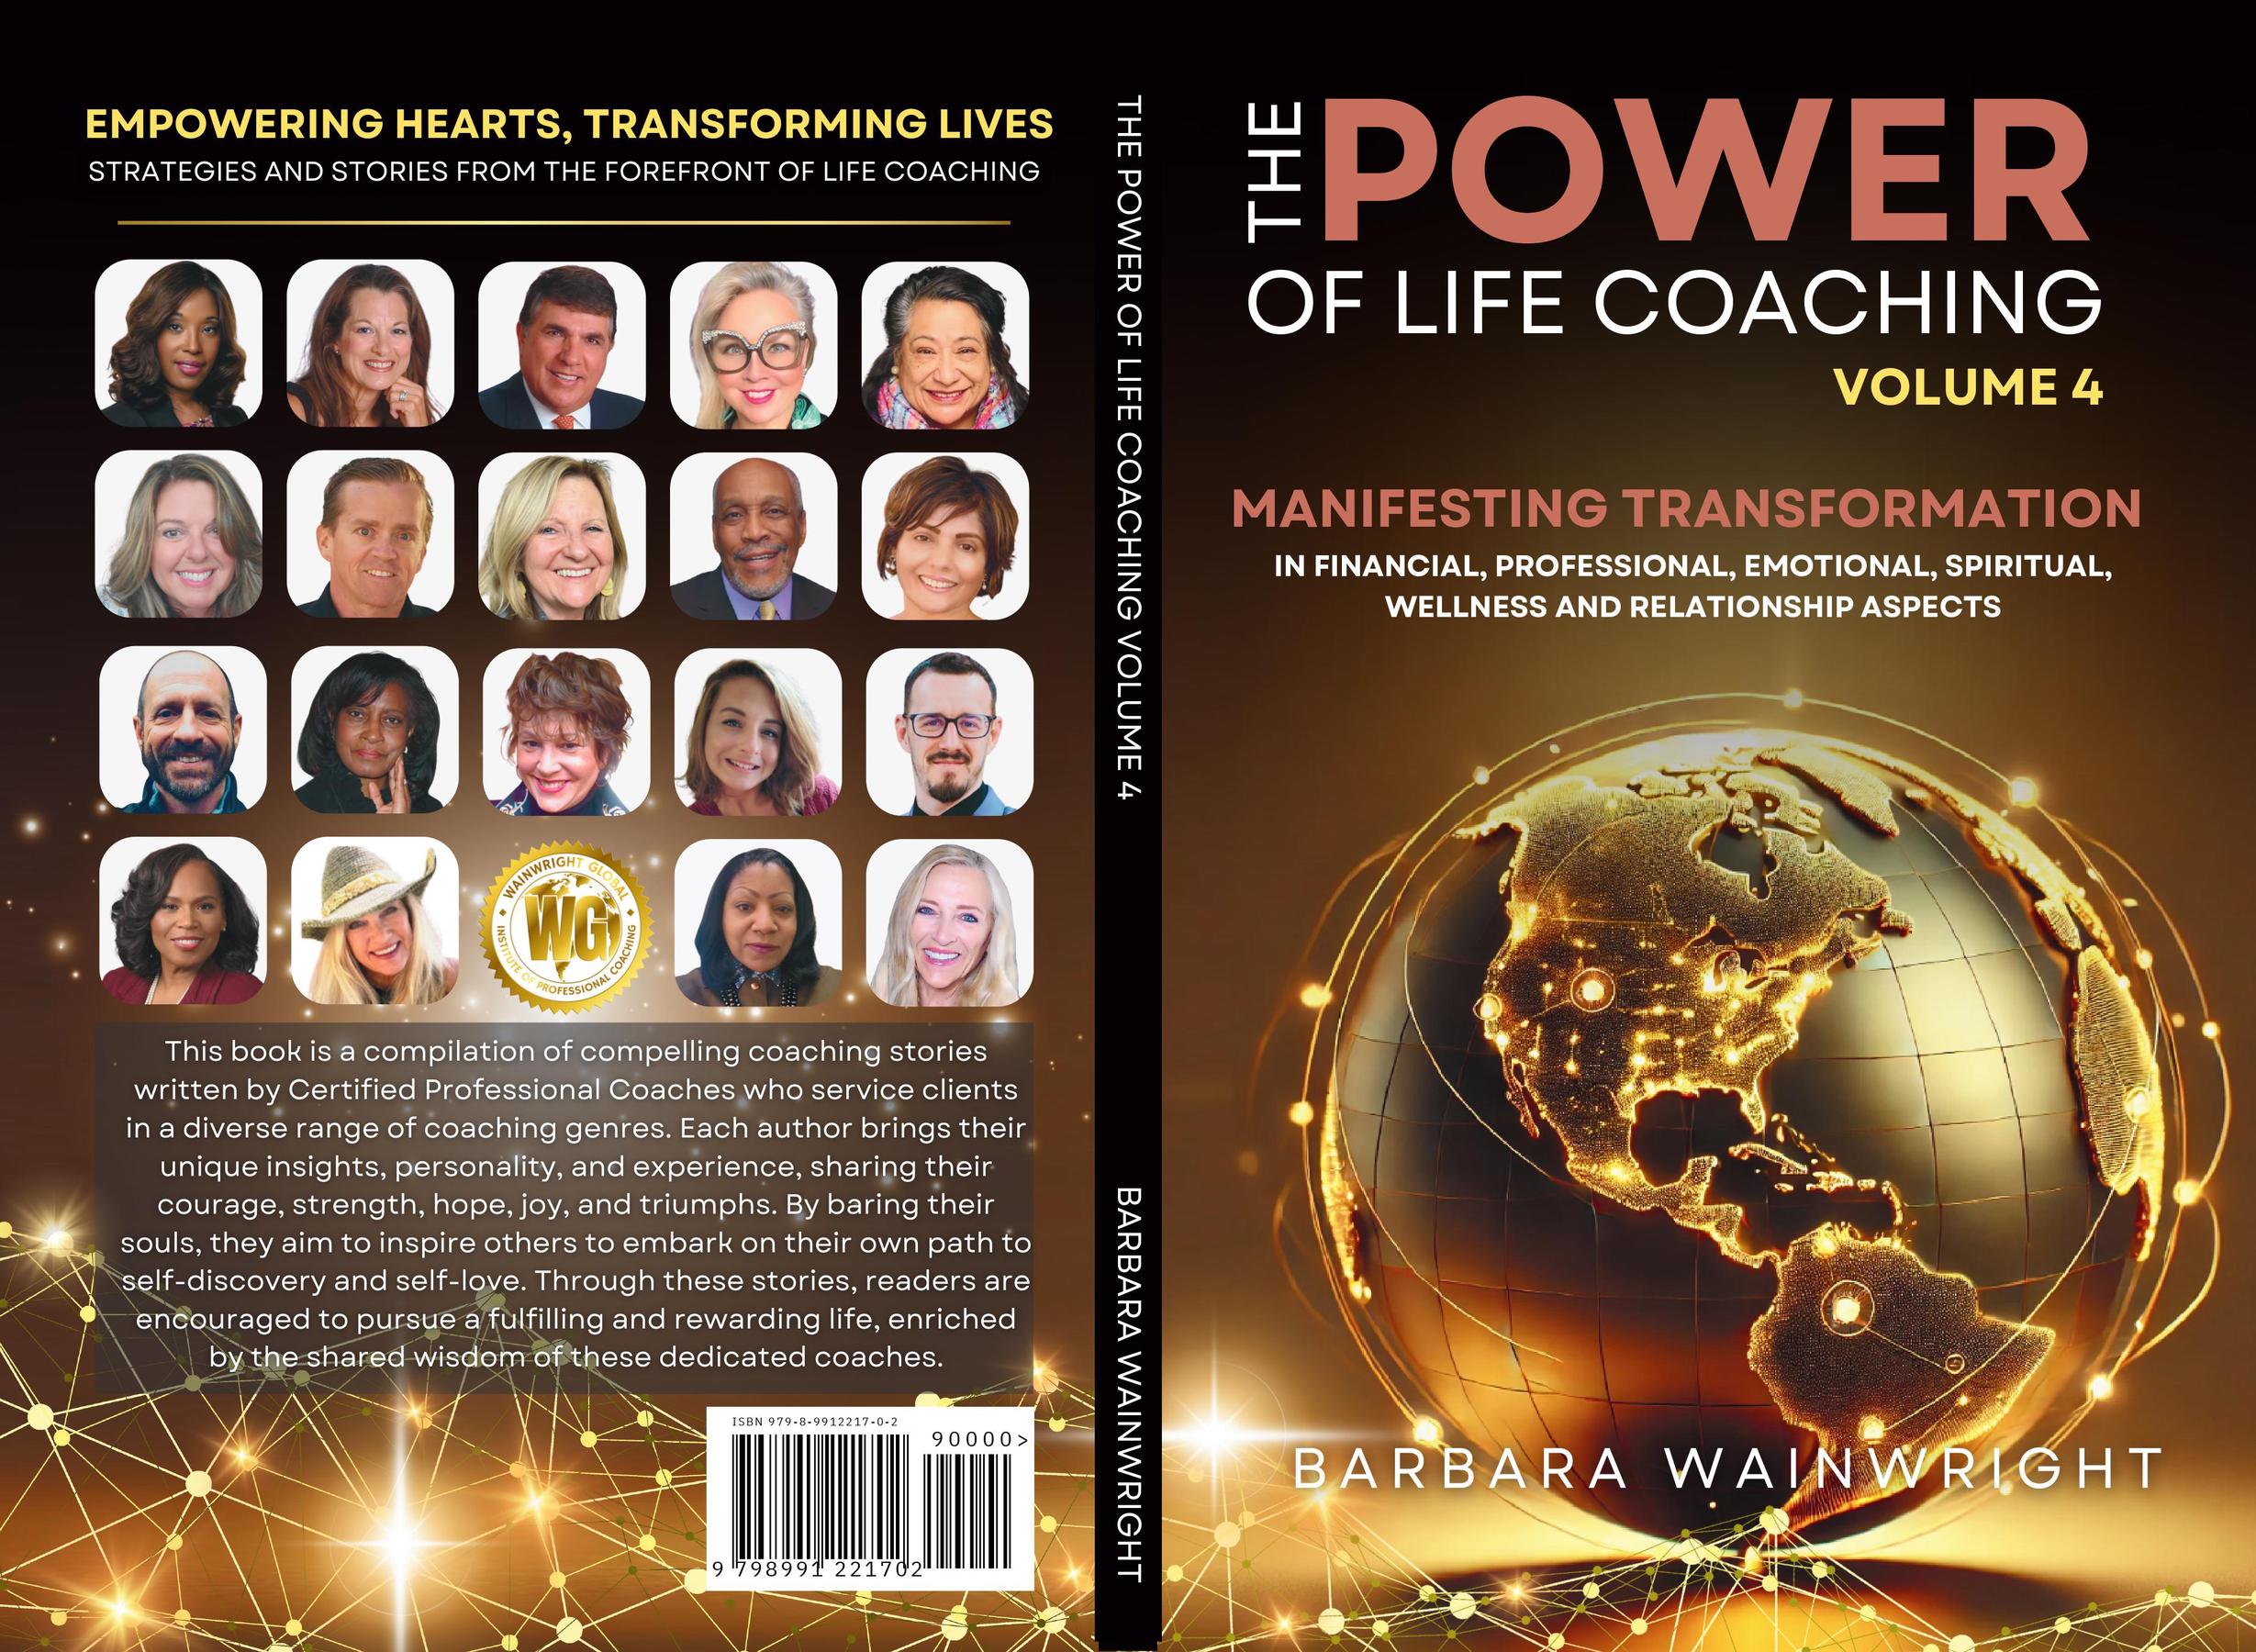 EMPOWERING HEARTS, TRANSFORMING LIVES
STRATEGIES AND STORIES FROM THE FOREFRONT OF LIFE COACHING
WAINWRIGHT GLOBAL
WG
INSTITUTE OF PROFESSIONAL COACHING
This book is a compilation of compelling coaching stories
written by Certified Professional Coaches who service clients
in a diverse range of coaching genres. Each author brings their
unique insights, personality, and experience, sharing their
courage, strength, hope, joy, and triumphs. By baring their
souls, they aim to inspire others to embark on their own path to
self-discovery and self-love. Through these stories, readers are
encouraged to pursue a fulfilling and rewarding life, enriched
by the shared wisdom of these dedicated coaches.
ISBN 979-8-9912217-0-2
90000>
9 798991 221702
THE POWER OF LIFE COACHING VOLUME 4
BARBARA WAINWRIGHT
THE POWER
OF LIFE COACHING
VOLUME 4
MANIFESTING TRANSFORMATION
IN FINANCIAL, PROFESSIONAL, EMOTIONAL, SPIRITUAL,
WELLNESS AND RELATIONSHIP ASPECTS
BARBARA WAINWRIGHT